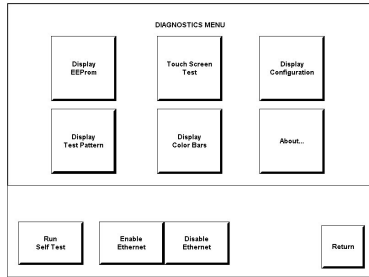 DIAGNOSTICS MENU
Display
EEProm
Touch Screen
Test
Display
Configuration
Display
Test Pattern
Display
Color Bars
About...
Run
Self Test
Enable
Ethernet
Disable
Ethernet
Return